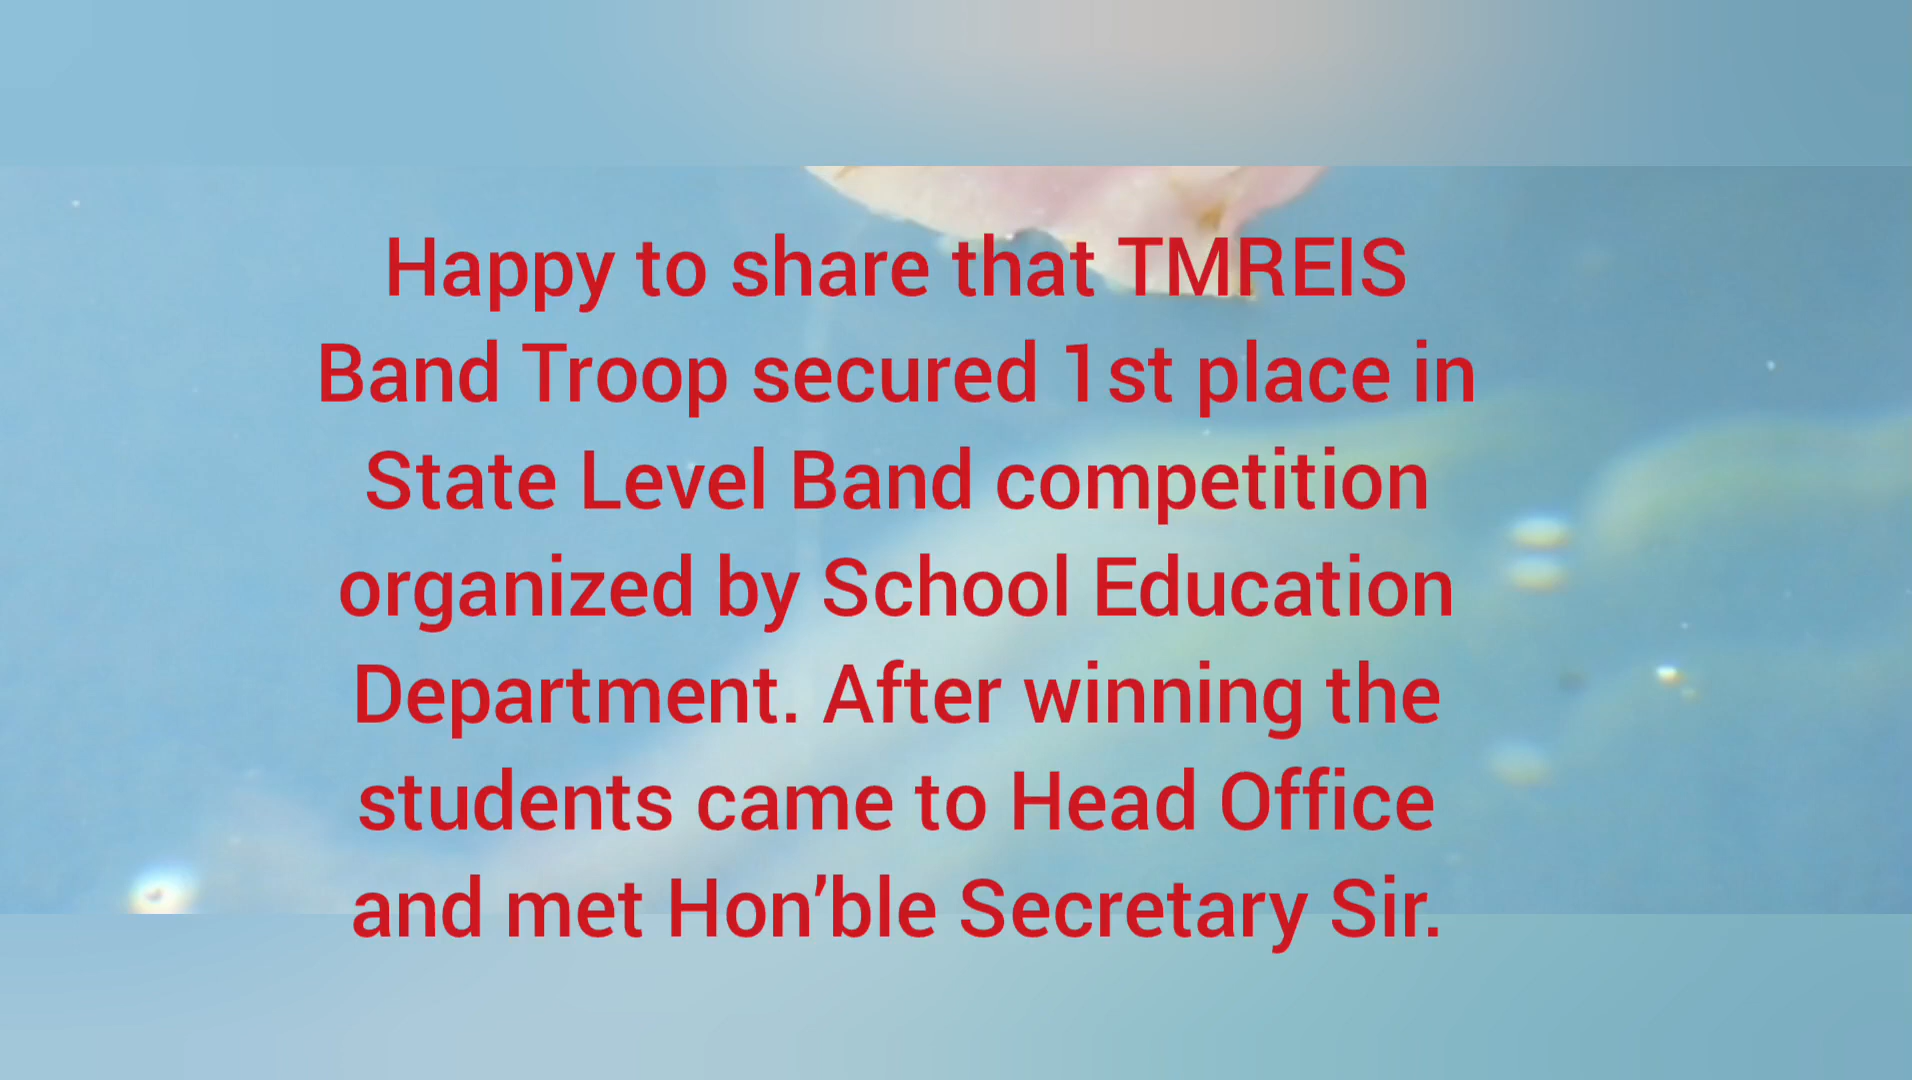 Happy to share that TMREIS
Band Troop secured 1st place in
State Level Band competition
organized by School Education
Department. After winning the
students came to Head Office
and met Hon’ble Secretary Sir.